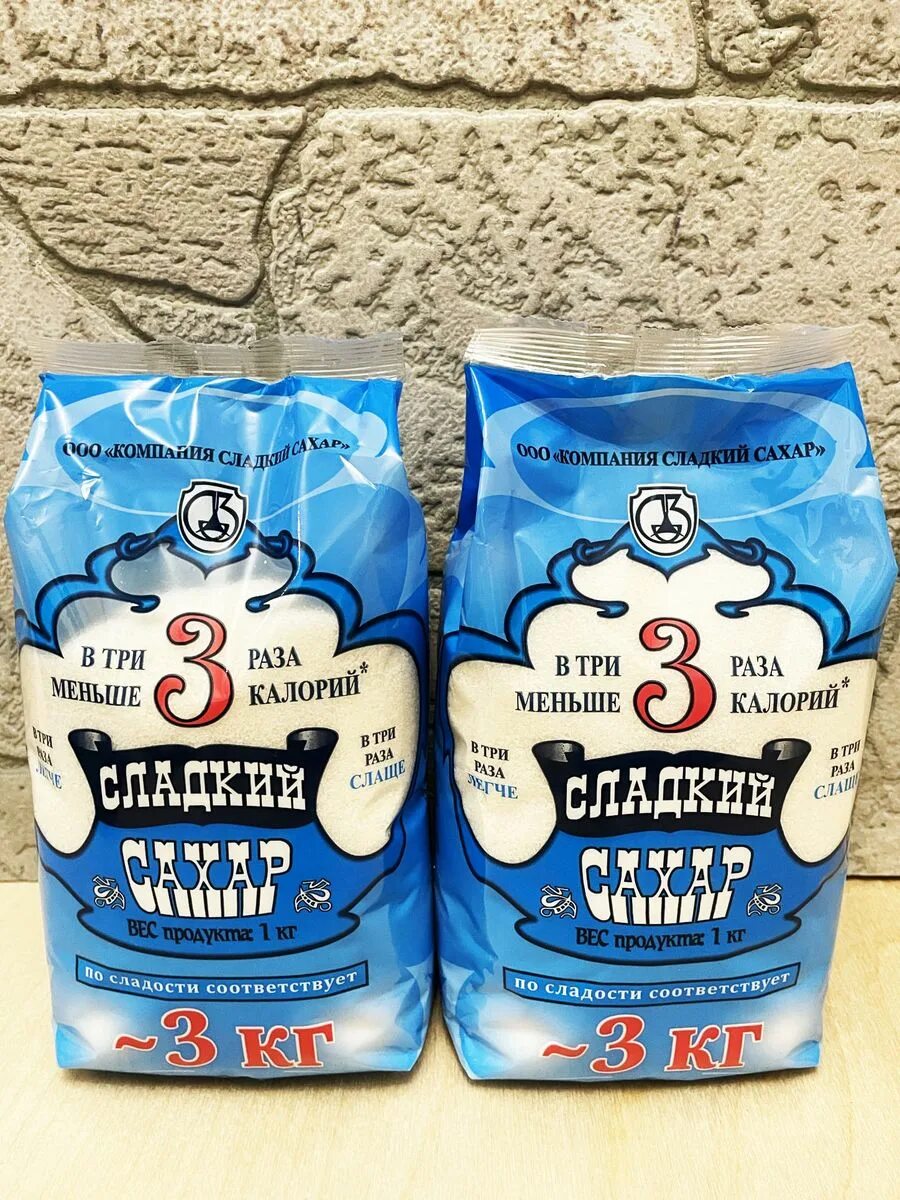 ООО «КОМПАНИЯ СЛАДКИЙ САХАР»
В ТРИ 3 РАЗА
МЕНЬШЕ КАЛОРИЙ*
В ТРИ
РАЗА
ЛЕГЧЕ
В ТРИ
РАЗА
СЛАЩЕ
СЛАДКИЙ
САХАР
ВЕС продукта: 1 кг
по сладости соответствует
~3 кг
ООО «КОМПАНИЯ СЛАДКИЙ САХАР»
В ТРИ 3 РАЗА
МЕНЬШЕ КАЛОРИЙ*
В ТРИ
РАЗА
ЛЕГЧЕ
В ТРИ
РАЗА
СЛАЩЕ
СЛАДКИЙ
САХАР
ВЕС продукта: 1 кг
по сладости соответствует
~3 кг